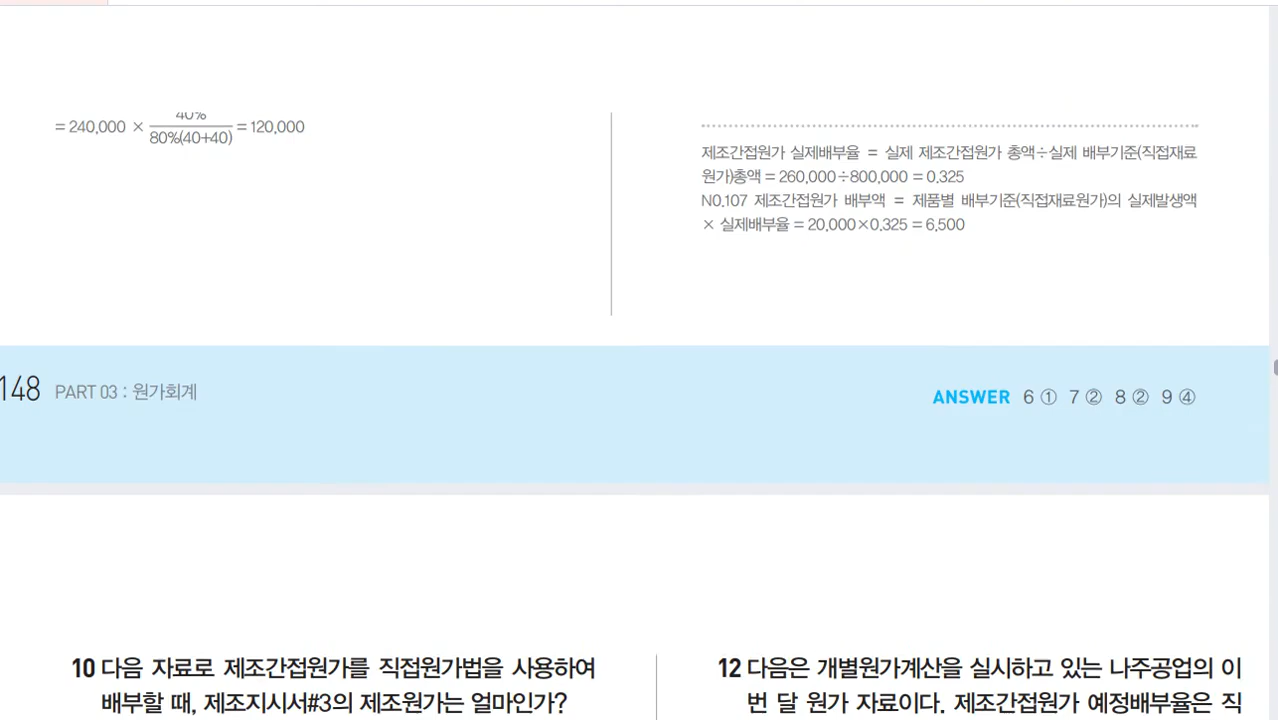 40%
= 240,000 × ─ = 120,000
80%(40+40)
제조간접원가 실제배부율 = 실제 제조간접원가 총액÷실제 배부기준(직접재료
원가)총액 = 260,000÷800,000 = 0.325
NO.107 제조간접원가 배부액 = 제품별 배부기준(직접재료원가)의 실제발생액
× 실제배부율 = 20,000×0.325 = 6,500
148 PART 03 : 원가회계
ANSWER 6 ① 7 ② 8 ② 9 ④
10 다음 자료로 제조간접원가를 직접원가법을 사용하여
배부할 때, 제조지시서#3의 제조원가는 얼마인가?
12 다음은 개별원가계산을 실시하고 있는 나주공업의 이
번 달 원가 자료이다. 제조간접원가 예정배부율은 직